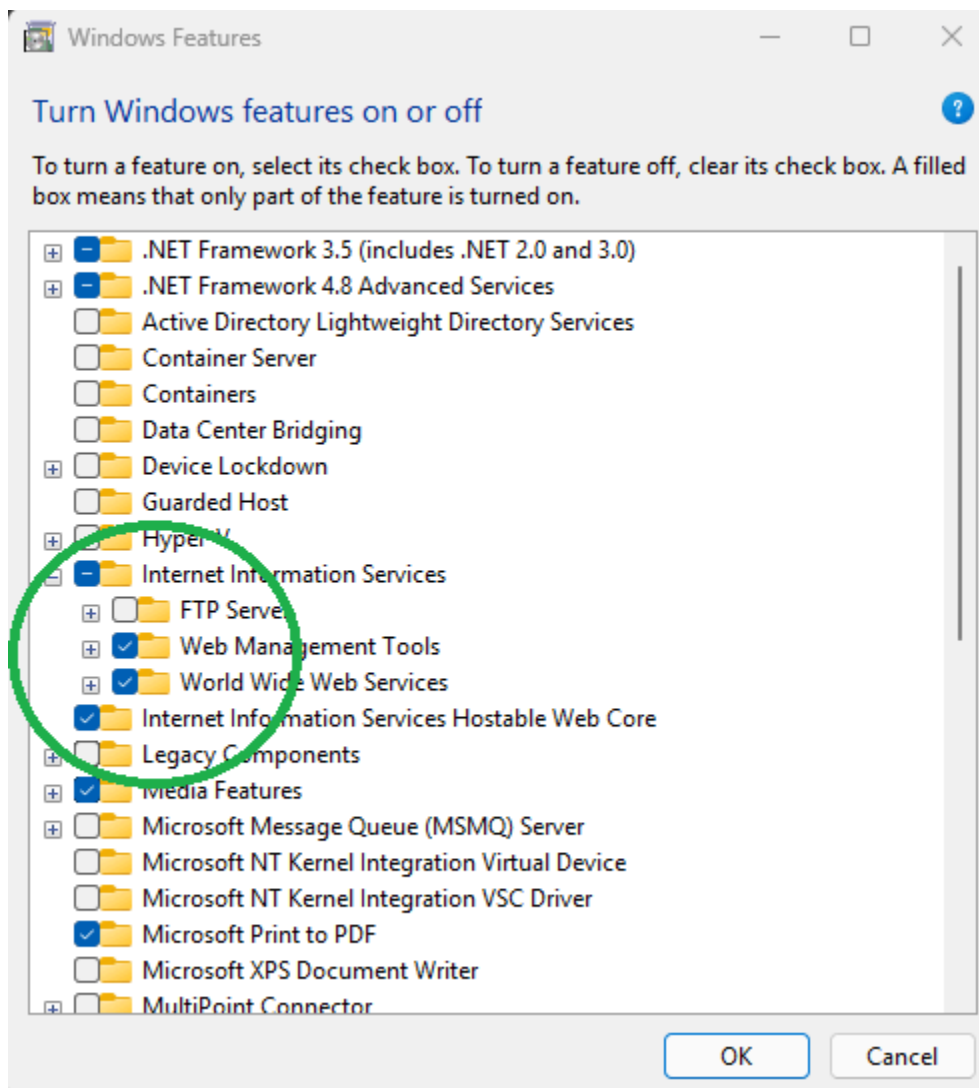 Windows Features
Turn Windows features on or off
To turn a feature on, select its check box. To turn a feature off, clear its check box. A filled
box means that only part of the feature is turned on.
.NET Framework 3.5 (includes .NET 2.0 and 3.0)
.NET Framework 4.8 Advanced Services
Active Directory Lightweight Directory Services
Container Server
Containers
Data Center Bridging
Device Lockdown
Guarded Host
Hyper-V
Internet Information Services
FTP Server
Web Management Tools
World Wide Web Services
Internet Information Services Hostable Web Core
Legacy Components
Media Features
Microsoft Message Queue (MSMQ) Server
Microsoft NT Kernel Integration Virtual Device
Microsoft NT Kernel Integration VSC Driver
Microsoft Print to PDF
Microsoft XPS Document Writer
MultiPoint Connector
OK
Cancel